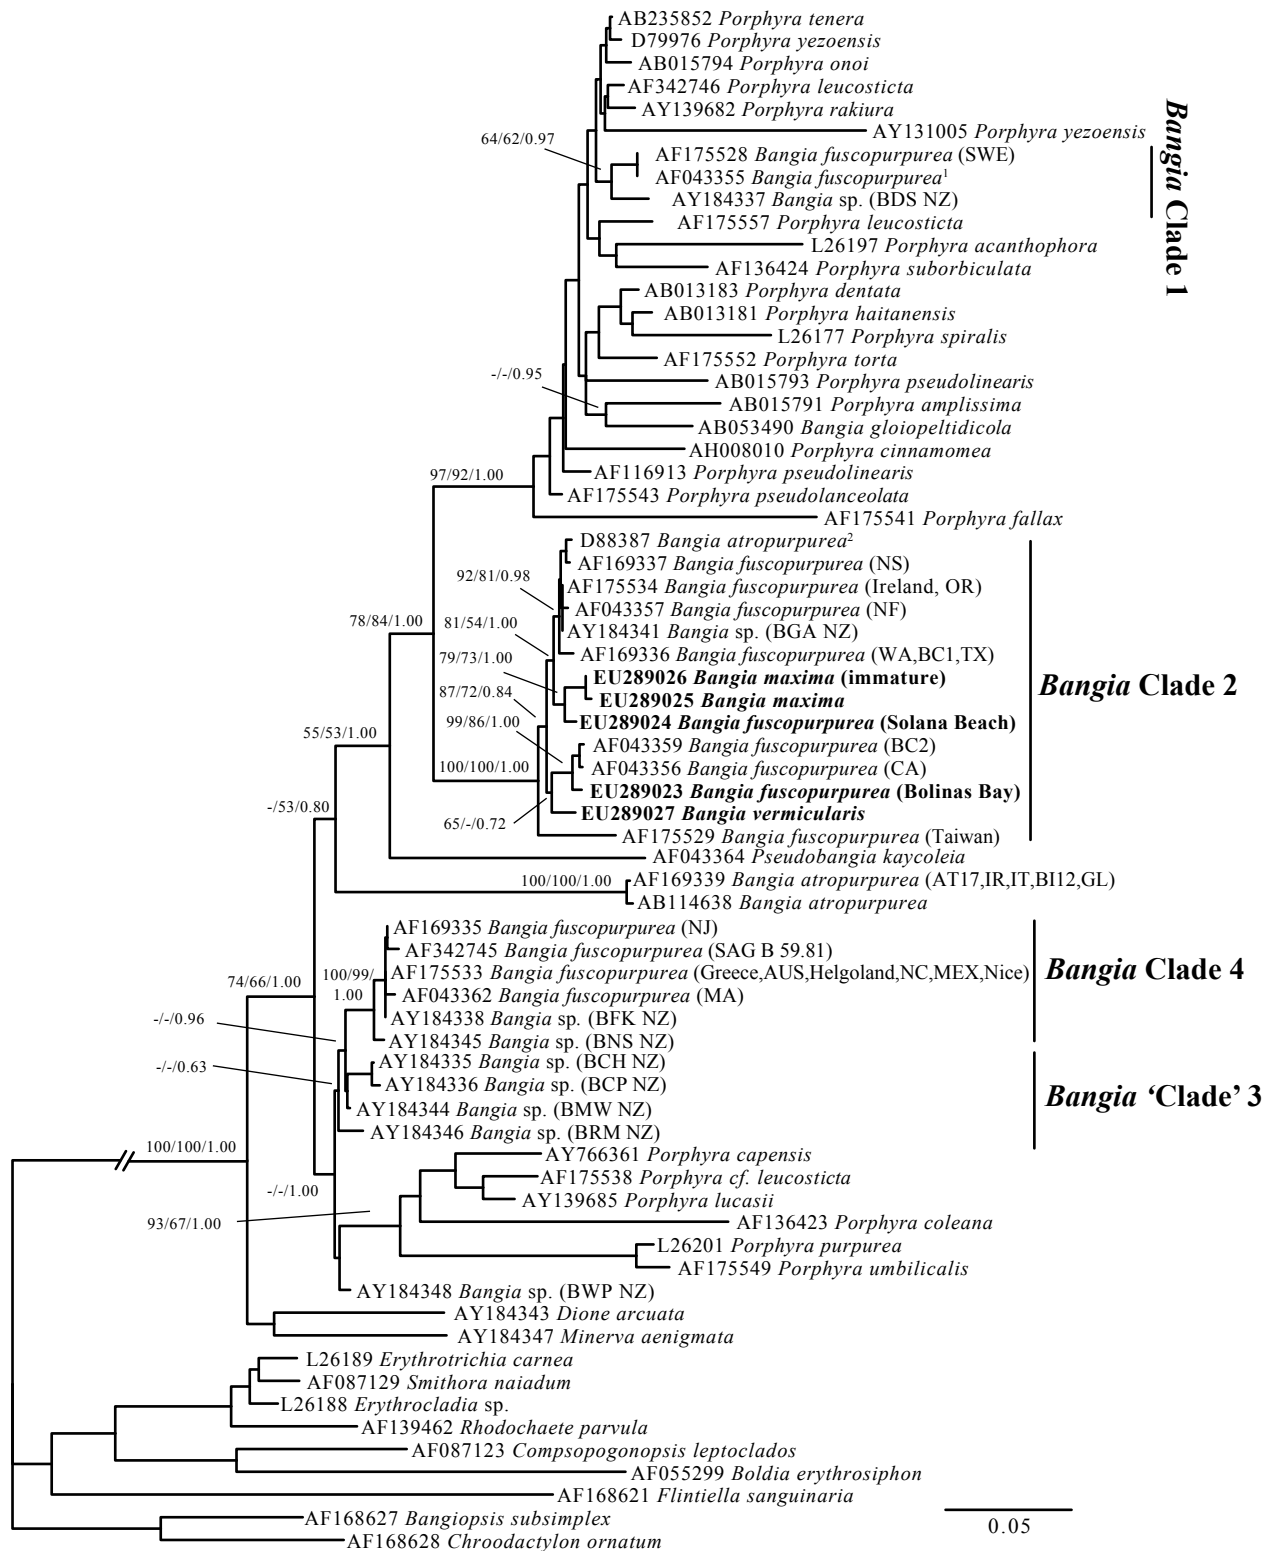 AB235852 Porphyra tenera
D79976 Porphyra yezoensis
AB015794 Porphyra onoi
AF342746 Porphyra leucosticta
AY139682 Porphyra rakiura
AY131005 Porphyra yezoensis
64/62/0.97
AF175528 Bangia fuscopurpurea (SWE)
AF043355 Bangia fuscopurpurea¹
AY184337 Bangia sp. (BDS NZ)
Bangia Clade 1
AF175557 Porphyra leucosticta
L26197 Porphyra acanthophora
AF136424 Porphyra suborbiculata
AB013183 Porphyra dentata
AB013181 Porphyra haitanensis
L26177 Porphyra spiralis
AF175552 Porphyra torta
-/-/0.95
AB015793 Porphyra pseudolinearis
AB015791 Porphyra amplissima
AB053490 Bangia gloiopeltidicola
AH008010 Porphyra cinnamomea
97/92/1.00
AF116913 Porphyra pseudolinearis
AF175543 Porphyra pseudolanceolata
AF175541 Porphyra fallax
D88387 Bangia atropurpurea²
AF169337 Bangia fuscopurpurea (NS)
92/81/0.98
AF175534 Bangia fuscopurpurea (Ireland, OR)
AF043357 Bangia fuscopurpurea (NF)
78/84/1.00
81/54/1.00
AY184341 Bangia sp. (BGA NZ)
AF169336 Bangia fuscopurpurea (WA,BC1,TX)
79/73/1.00
EU289026 Bangia maxima (immature)
Bangia Clade 2
87/72/0.84
EU289025 Bangia maxima
99/86/1.00
EU289024 Bangia fuscopurpurea (Solana Beach)
55/53/1.00
AF043359 Bangia fuscopurpurea (BC2)
100/100/1.00
AF043356 Bangia fuscopurpurea (CA)
EU289023 Bangia fuscopurpurea (Bolinas Bay)
-/53/0.80
EU289027 Bangia vermicularis
65/-/0.72
AF175529 Bangia fuscopurpurea (Taiwan)
AF043364 Pseudobangia kaycoleia
100/100/1.00
AF169339 Bangia atropurpurea (AT17,IR,IT,BI12,GL)
AB114638 Bangia atropurpurea
AF169335 Bangia fuscopurpurea (NJ)
AF342745 Bangia fuscopurpurea (SAG B 59.81)
74/66/1.00
100/99/
1.00
AF175533 Bangia fuscopurpurea (Greece,AUS,Helgoland,NC,MEX,Nice)
Bangia Clade 4
AF043362 Bangia fuscopurpurea (MA)
-/-/0.96
AY184338 Bangia sp. (BFK NZ)
AY184345 Bangia sp. (BNS NZ)
-/-/0.63
AY184335 Bangia sp. (BCH NZ)
AY184336 Bangia sp. (BCP NZ)
Bangia ‘Clade’ 3
AY184344 Bangia sp. (BMW NZ)
AY184346 Bangia sp. (BRM NZ)
100/100/1.00
AY766361 Porphyra capensis
AF175538 Porphyra cf. leucosticta
-/-/1.00
AY139685 Porphyra lucasii
93/67/1.00
AF136423 Porphyra coleana
L26201 Porphyra purpurea
AF175549 Porphyra umbilicalis
AY184348 Bangia sp. (BWP NZ)
AY184343 Dione arcuata
AY184347 Minerva aenigmata
L26189 Erythrotrichia carnea
AF087129 Smithora naiadum
L26188 Erythrocladia sp.
AF139462 Rhodochaete parvula
AF087123 Compsopogonopsis leptoclados
AF055299 Boldia erythrosiphon
AF168621 Flintiella sanguinaria
AF168627 Bangiopsis subsimplex
0.05
AF168628 Chroodactylon ornatum